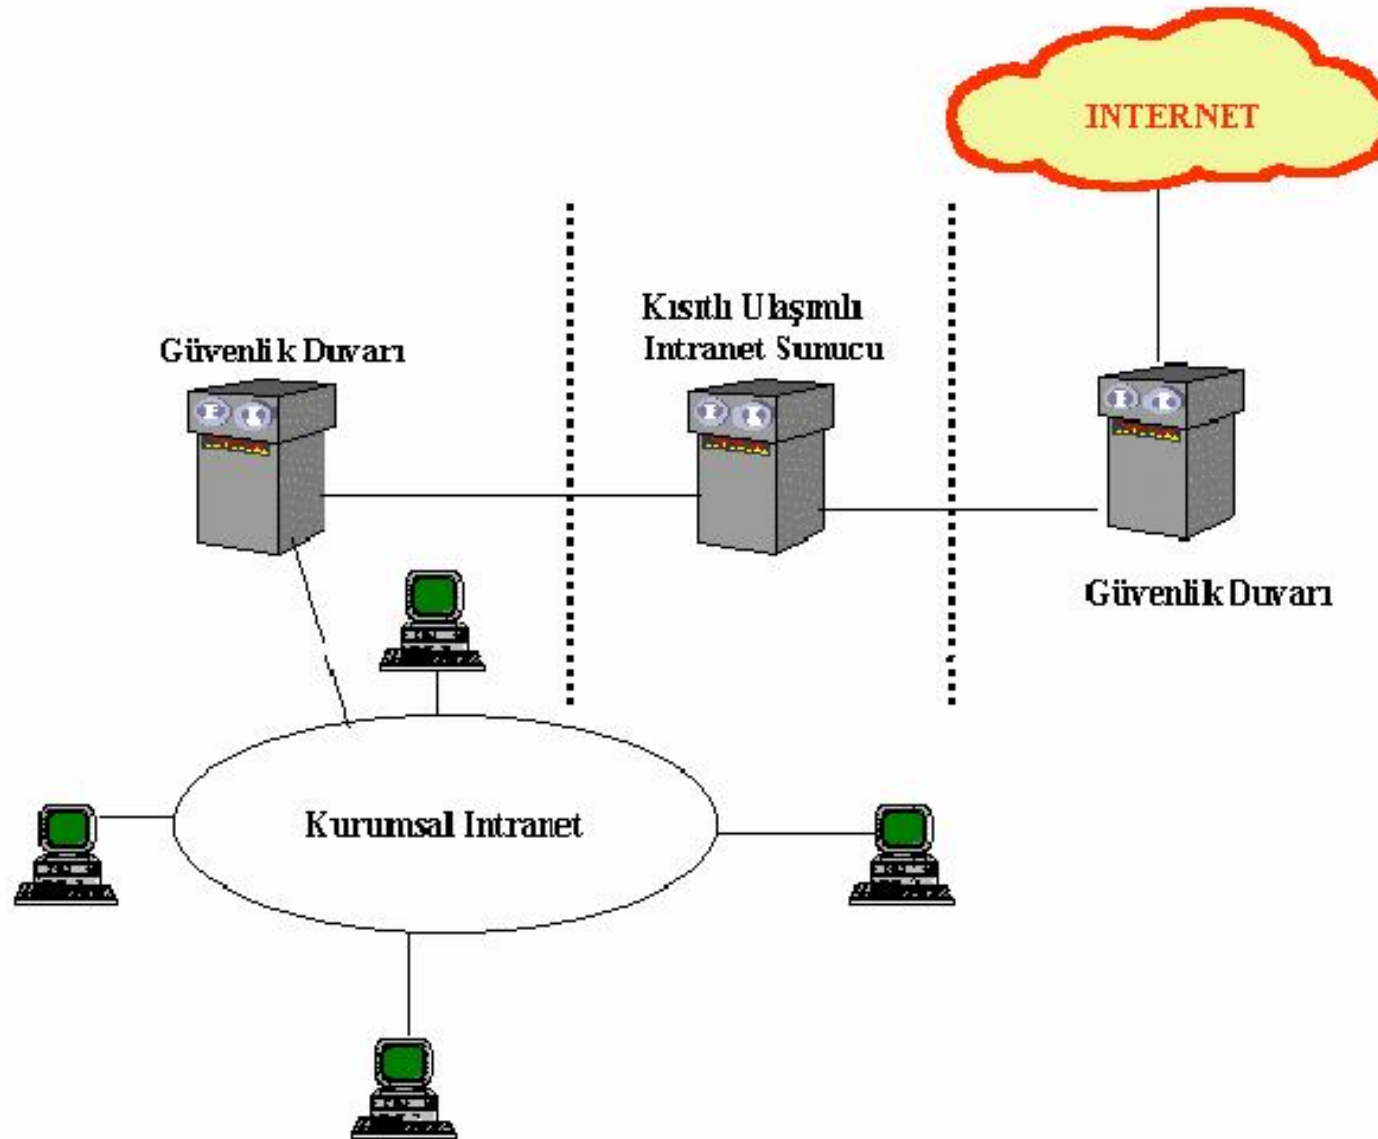 INTERNET
Kısıtlı Ulaşımlı
Intranet Sunucu
Güvenlik Duvarı
Güvenlik Duvarı
Kurumsal Intranet